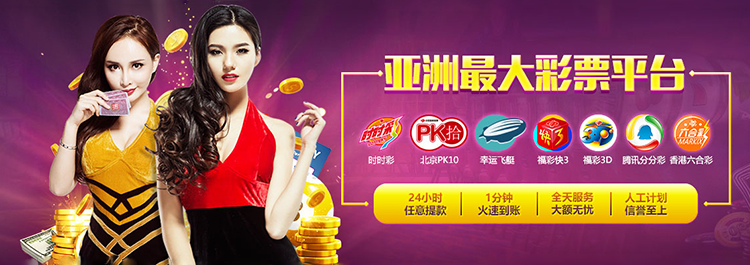 亚洲最大彩票平台
时时彩
PK拾
快3
六合彩
MARKSIX
时时彩 北京PK10 幸运飞艇 福彩快3 福彩3D 腾讯分分彩 香港六合彩
24小时 1分钟 全天服务 人工计划
任意提款 火速到账 大额无忧 信誉至上